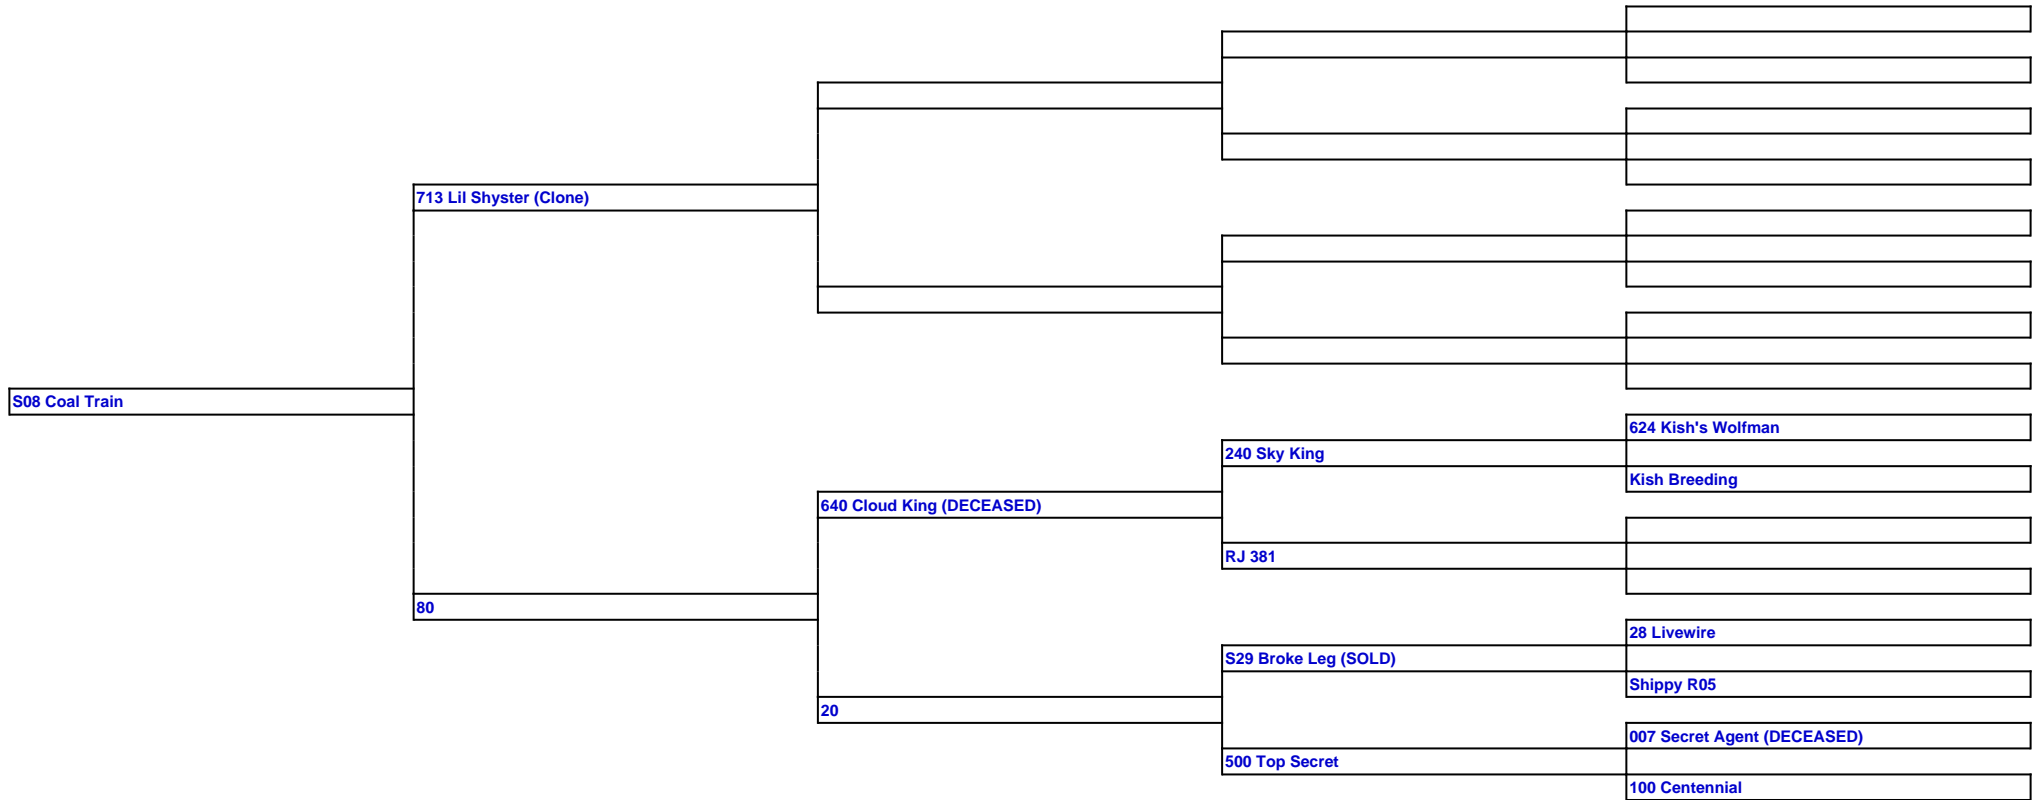 713 Lil Shyster (Clone)
S08 Coal Train
624 Kish's Wolfman
240 Sky King
Kish Breeding
640 Cloud King (DECEASED)
RJ 381
80
28 Livewire
S29 Broke Leg (SOLD)
Shippy R05
20
007 Secret Agent (DECEASED)
500 Top Secret
100 Centennial